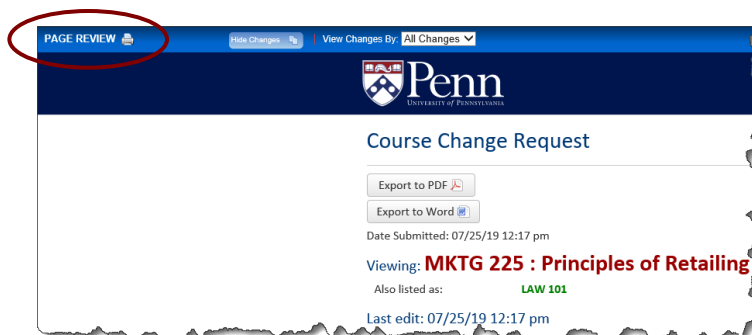 PAGE REVIEW Hide Changes View Changes By: All Changes
Penn
UNIVERSITY of PENNSYLVANIA
Course Change Request
Export to PDF
Export to Word
Date Submitted: 07/25/19 12:17 pm
Viewing: MKTG 225 : Principles of Retailing
Also listed as: LAW 101
Last edit: 07/25/19 12:17 pm